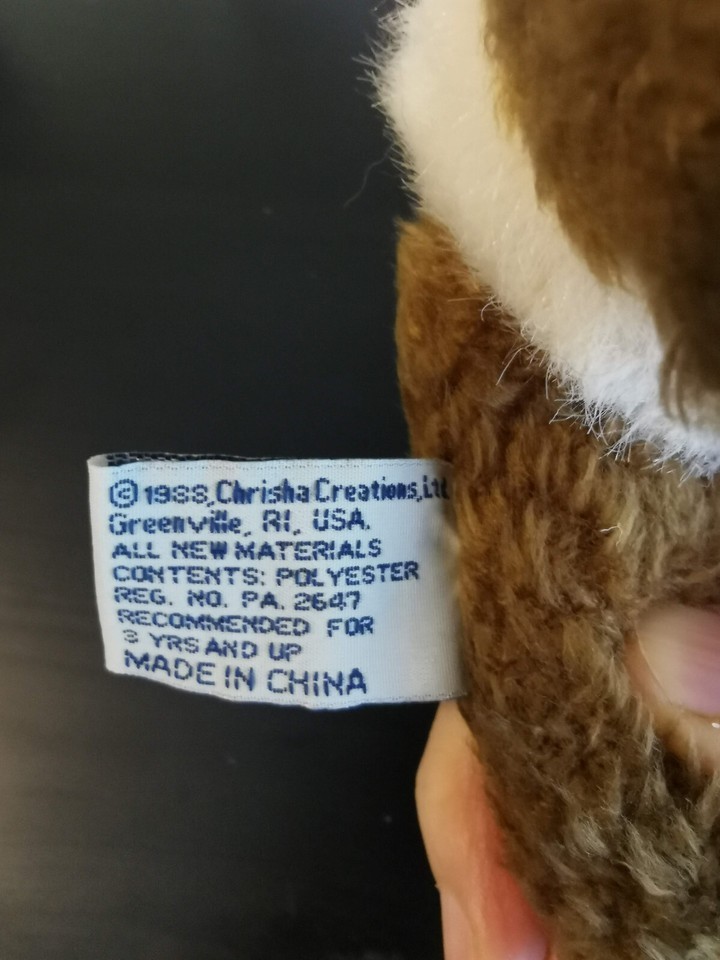 © 1988, Chrisha Creations, Ltd
Greenville, RI, USA.
ALL NEW MATERIALS
CONTENTS: POLYESTER
REG. NO. PA. 2647
RECOMMENDED FOR
3 YRS AND UP
MADE IN CHINA